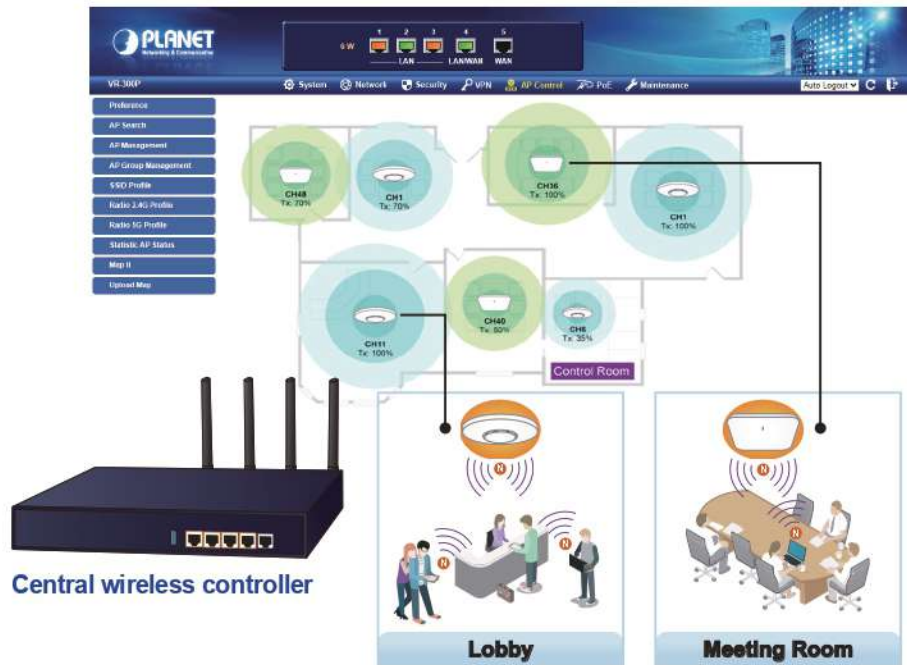 PLANET
Networking & Communication
6 W
1 2 3 4 5
LAN LAN/WAN WAN
VR-300P
System Network Security VPN AP Control PoE Maintenance Auto Logout
Preference
AP Search
AP Management
AP Group Management
SSID Profile
Radio 2.4G Profile
Radio 5G Profile
Statistic AP Status
Map It
Upload Map
CH48
Tx: 70%
CH1
Tx: 70%
CH36
Tx: 100%
CH1
Tx: 100%
CH11
Tx: 100%
CH40
Tx: 50%
CH6
Tx: 35%
Control Room
Central wireless controller
N
N
N
Lobby
N
N
Meeting Room